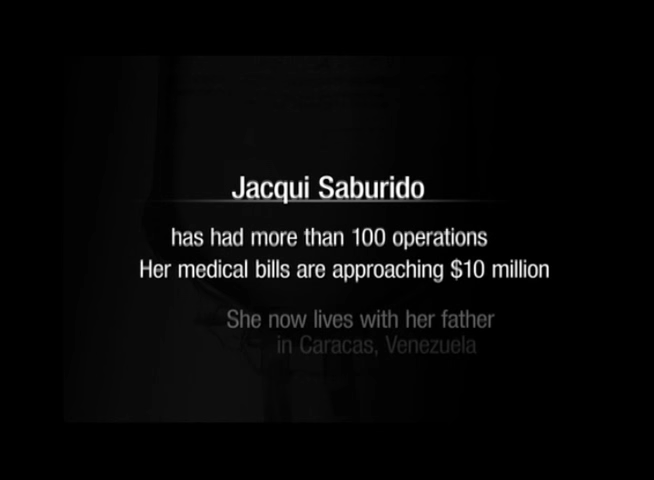 Jacqui Saburido
has had more than 100 operations
Her medical bills are approaching $10 million
She now lives with her father
in Caracas, Venezuela